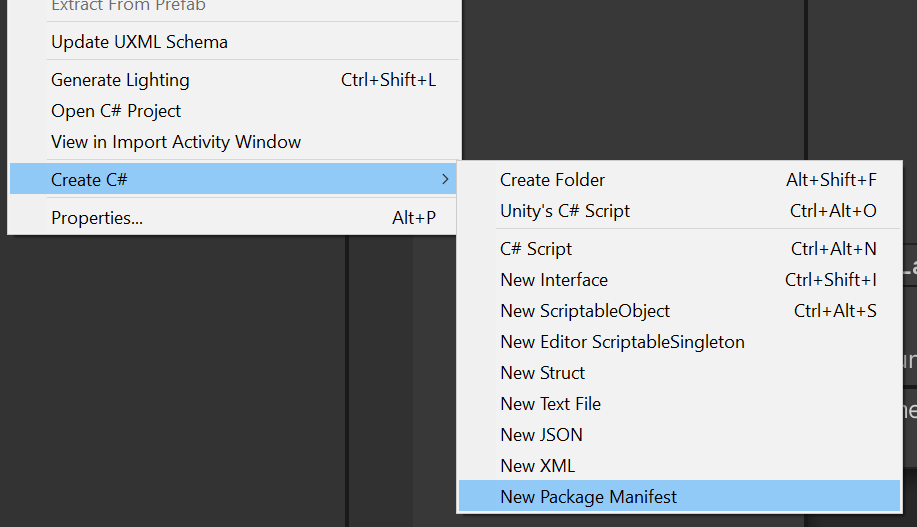 Extract From Prefab
Update UXML Schema
Generate Lighting Ctrl+Shift+L
Open C# Project
View in Import Activity Window
Create C#
Properties... Alt+P
Create Folder Alt+Shift+F
Unity's C# Script Ctrl+Alt+O
C# Script Ctrl+Alt+N
New Interface Ctrl+Shift+I
New ScriptableObject Ctrl+Alt+S
New Editor ScriptableSingleton
New Struct
New Text File
New JSON
New XML
New Package Manifest